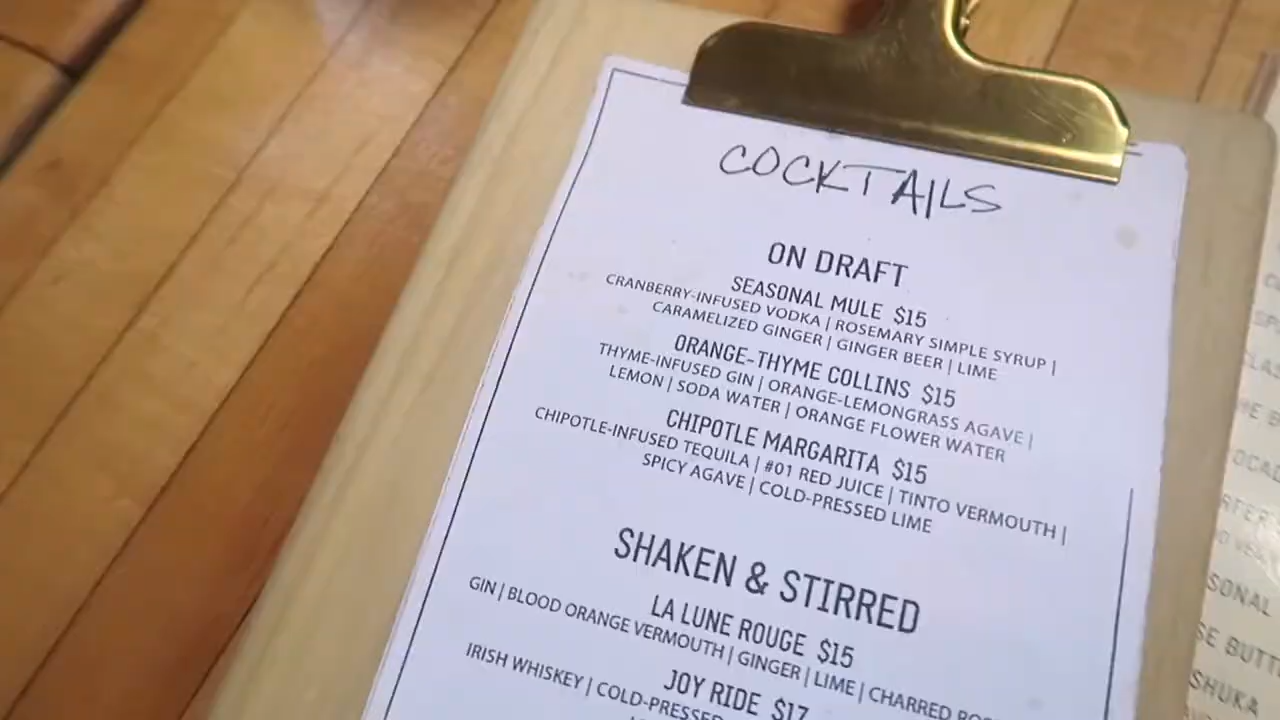 COCKTAILS
ON DRAFT
SEASONAL MULE $15
CRANBERRY-INFUSED VODKA | ROSEMARY SIMPLE SYRUP |
CARAMELIZED GINGER | GINGER BEER | LIME
ORANGE-THYME COLLINS $15
THYME-INFUSED GIN | ORANGE-LEMONGRASS AGAVE |
LEMON | SODA WATER | ORANGE FLOWER WATER
CHIPOTLE MARGARITA $15
CHIPOTLE-INFUSED TEQUILA | #01 RED JUICE | TINTO VERMOUTH |
SPICY AGAVE | COLD-PRESSED LIME
SHAKEN & STIRRED
LA LUNE ROUGE $15
GIN | BLOOD ORANGE VERMOUTH | GINGER | LIME | CHARRED
JOY RIDE $17
IRISH WHISKEY | COLD-PRESSED